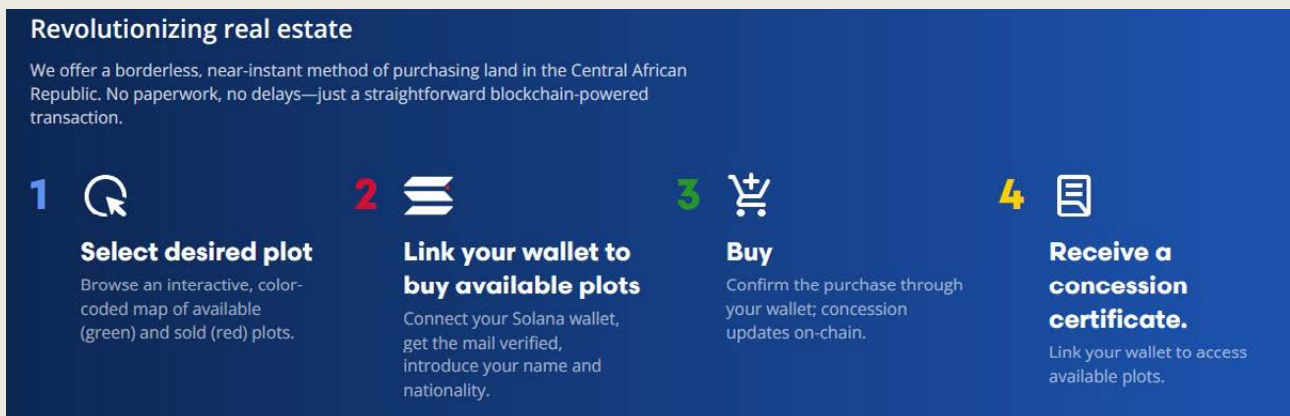 Revolutionizing real estate
We offer a borderless, near-instant method of purchasing land in the Central African
Republic. No paperwork, no delays—just a straightforward blockchain-powered
transaction.
1
Select desired plot
Browse an interactive, color-
coded map of available
(green) and sold (red) plots.
2
Link your wallet to
buy available plots
Connect your Solana wallet,
get the mail verified,
introduce your name and
nationality.
3
Buy
Confirm the purchase through
your wallet; concession
updates on-chain.
4
Receive a
concession
certificate.
Link your wallet to access
available plots.